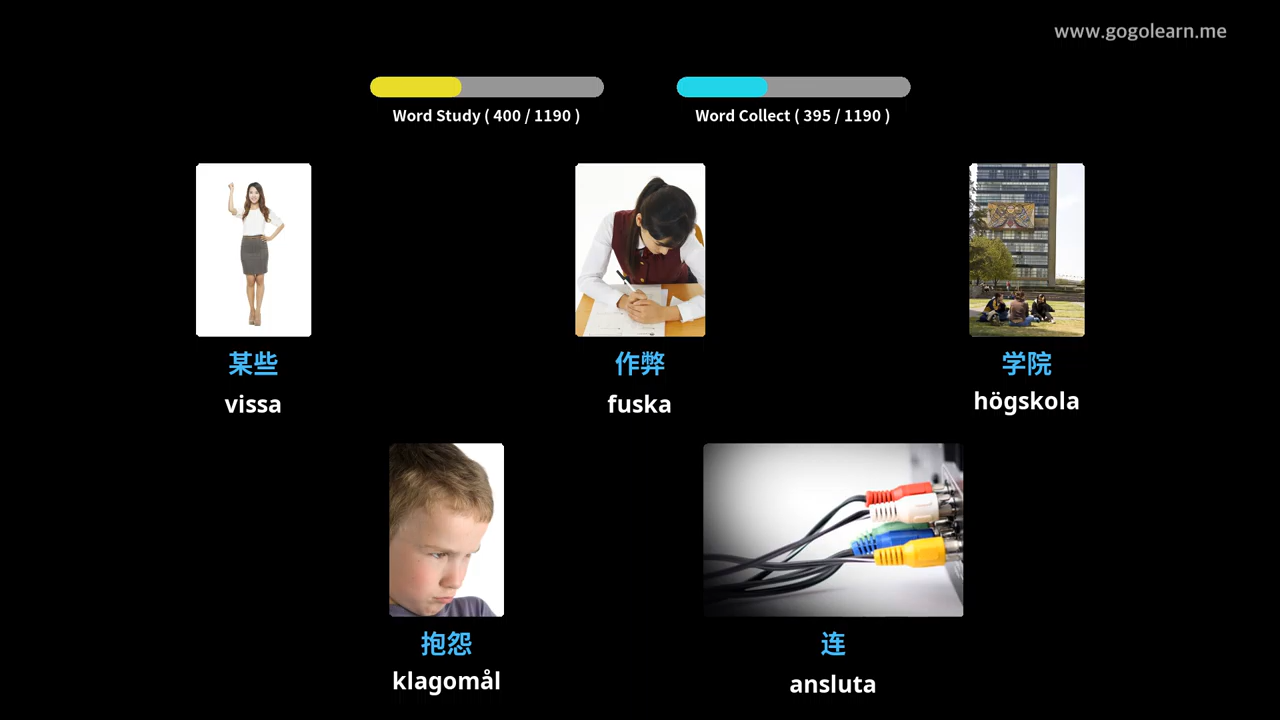 www.gogolearn.me
Word Study ( 400 / 1190 )
Word Collect ( 395 / 1190 )
某些
作弊
学院
vissa
fuska
högskola
抱怨
连
klagomål
ansluta